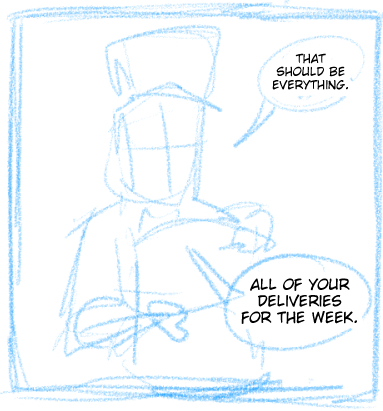 THAT
SHOULD BE
EVERYTHING.
ALL OF YOUR
DELIVERIES
FOR THE WEEK.